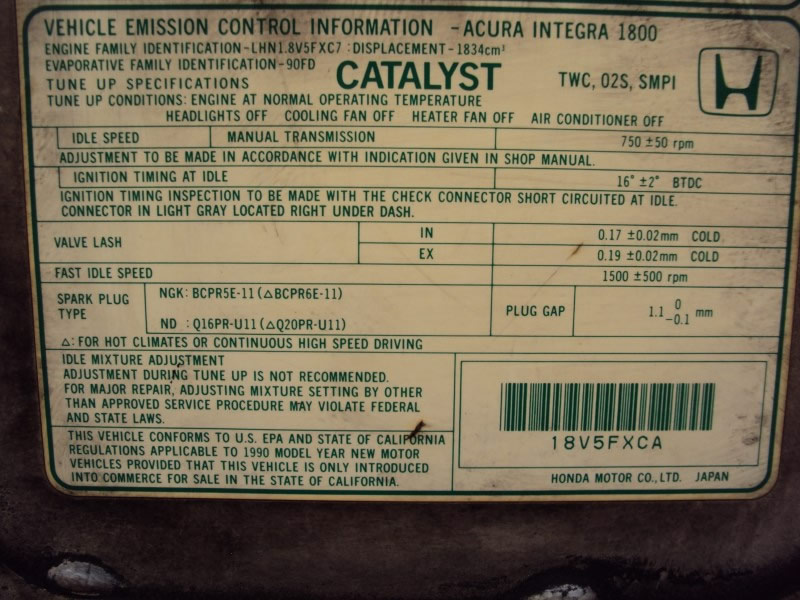 VEHICLE EMISSION CONTROL INFORMATION - ACURA INTEGRA 1800
ENGINE FAMILY IDENTIFICATION-LHN1.8V5FXC7 : DISPLACEMENT-1834cm³
EVAPORATIVE FAMILY IDENTIFICATION-90FD
CATALYST
TWC, O2S, SMPI
TUNE UP SPECIFICATIONS
TUNE UP CONDITIONS: ENGINE AT NORMAL OPERATING TEMPERATURE
HEADLIGHTS OFF COOLING FAN OFF HEATER FAN OFF AIR CONDITIONER OFF
IDLE SPEED MANUAL TRANSMISSION 750 ±50 rpm
ADJUSTMENT TO BE MADE IN ACCORDANCE WITH INDICATION GIVEN IN SHOP MANUAL.
IGNITION TIMING AT IDLE 16° ±2° BTDC
IGNITION TIMING INSPECTION TO BE MADE WITH THE CHECK CONNECTOR SHORT CIRCUITED AT IDLE.
CONNECTOR IN LIGHT GRAY LOCATED RIGHT UNDER DASH.
VALVE LASH IN 0.17 ±0.02mm COLD
EX 0.19 ±0.02mm COLD
FAST IDLE SPEED 1500 ±500 rpm
SPARK PLUG TYPE
NGK: BCPR5E-11 (△BCPR6E-11)
ND : Q16PR-U11 (△Q20PR-U11)
PLUG GAP 1.1 0 -0.1 mm
△: FOR HOT CLIMATES OR CONTINUOUS HIGH SPEED DRIVING
IDLE MIXTURE ADJUSTMENT
ADJUSTMENT DURING TUNE UP IS NOT RECOMMENDED.
FOR MAJOR REPAIR, ADJUSTING MIXTURE SETTING BY OTHER
THAN APPROVED SERVICE PROCEDURE MAY VIOLATE FEDERAL
AND STATE LAWS.
THIS VEHICLE CONFORMS TO U.S. EPA AND STATE OF CALIFORNIA
REGULATIONS APPLICABLE TO 1990 MODEL YEAR NEW MOTOR
VEHICLES PROVIDED THAT THIS VEHICLE IS ONLY INTRODUCED
INTO COMMERCE FOR SALE IN THE STATE OF CALIFORNIA.
18V5FXCA
HONDA MOTOR CO., LTD. JAPAN